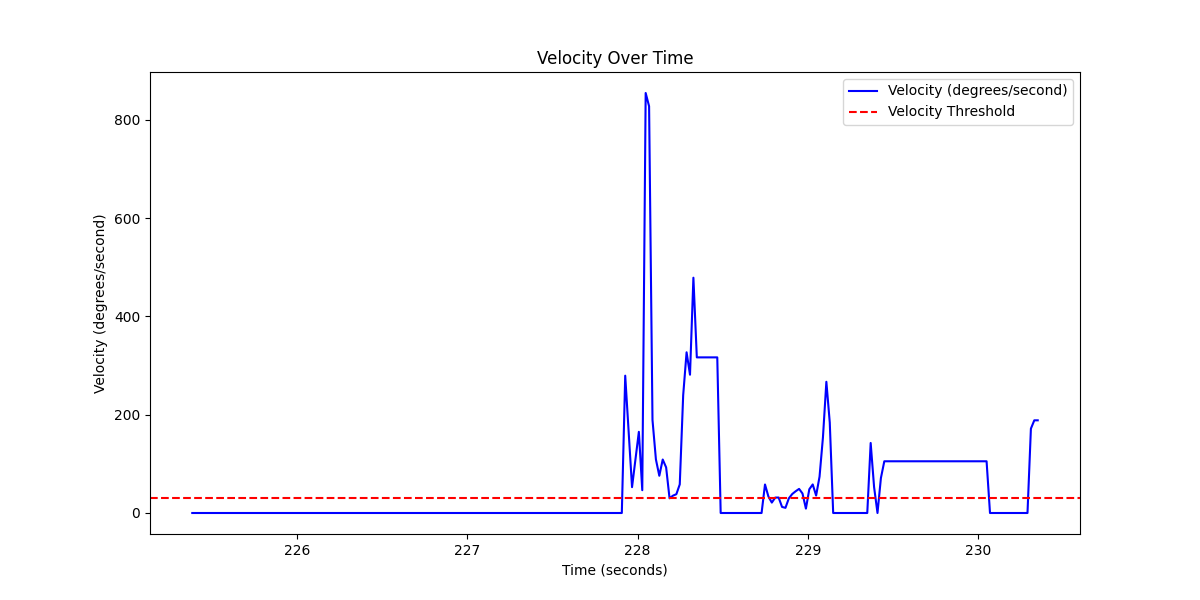 Velocity Over Time
Velocity (degrees/second)
Velocity Threshold
800
600
400
200
0
Velocity (degrees/second)
226 227 228 229 230
Time (seconds)